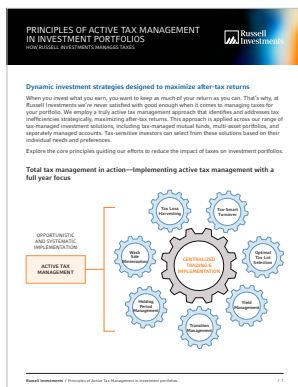 PRINCIPLES OF ACTIVE TAX MANAGEMENT
IN INVESTMENT PORTFOLIOS
HOW RUSSELL INVESTMENTS MANAGES TAXES
Russell
Investments
Dynamic investment strategies designed to maximize after-tax returns
When you invest what you earn, you want to keep as much of your return as you can. That's why, at
Russell Investments we're never satisfied with good enough when it comes to managing taxes for
your portfolio. We employ a truly active tax management approach that identifies and addresses tax
inefficiencies strategically, maximizing after-tax returns. This approach is applied across our range of
tax-managed investment solutions, including tax-managed mutual funds, multi-asset portfolios, and
separately managed accounts. Tax-sensitive investors can select from these solutions based on their
individual needs and preferences.
Explore the core principles guiding our efforts to reduce the impact of taxes on investment portfolios.
Total tax management in action—Implementing active tax management with a
full year focus
OPPORTUNISTIC
AND SYSTEMATIC
IMPLEMENTATION
ACTIVE TAX
MANAGEMENT
Tax Loss
Harvesting
Tax-Smart
Turnover
Wash
Sale
Minimization
CENTRALIZED
TRADING &
IMPLEMENTATION
Optimal
Tax-Lot
Selection
Holding
Period
Management
Yield
Management
Transition
Management
Russell Investments / Principles of Active Tax Management in investment portfolios
/ 1